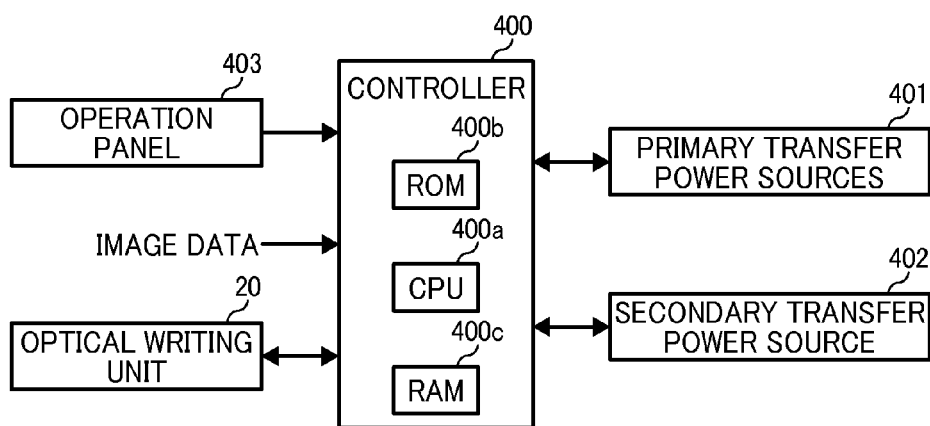 400
CONTROLLER
403
OPERATION
PANEL
401
PRIMARY TRANSFER
POWER SOURCES
400b
ROM
IMAGE DATA
400a
CPU
20
OPTICAL WRITING
UNIT
402
SECONDARY TRANSFER
POWER SOURCE
400c
RAM